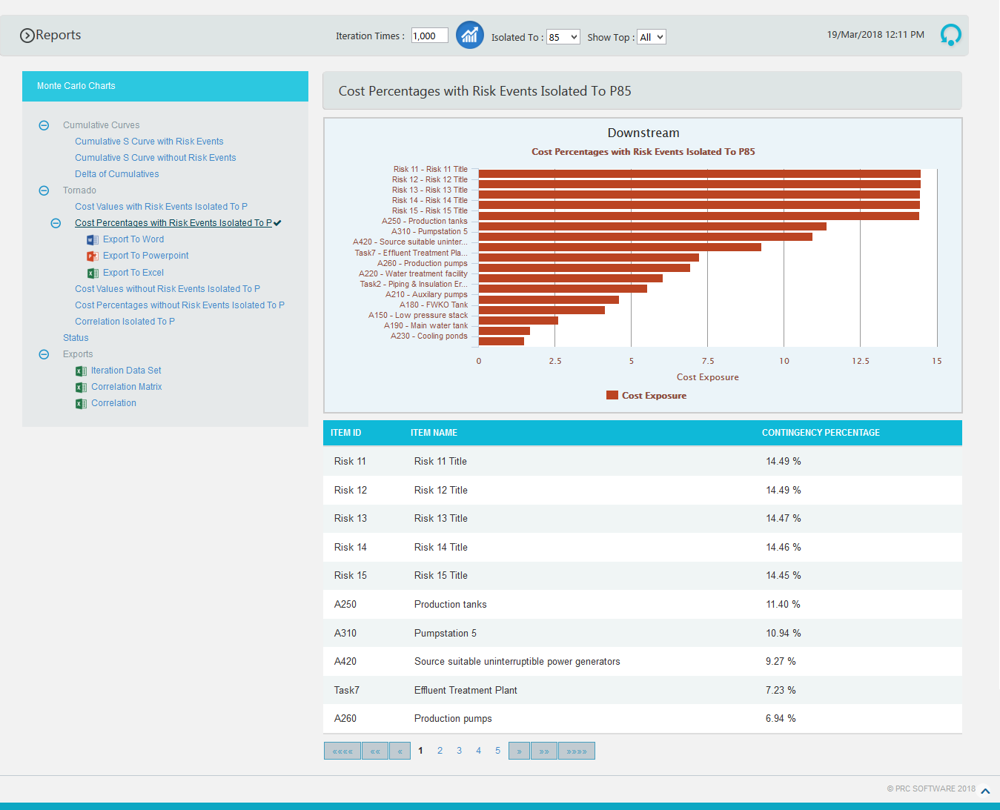 Reports
Iteration Times : 1,000
Isolated To : 85
Show Top : All
19/Mar/2018 12:11 PM
Monte Carlo Charts
Cumulative Curves
Cumulative S Curve with Risk Events
Cumulative S Curve without Risk Events
Delta of Cumulatives
Tornado
Cost Values with Risk Events Isolated To P
Cost Percentages with Risk Events Isolated To P
Export To Word
Export To Powerpoint
Export To Excel
Cost Values without Risk Events Isolated To P
Cost Percentages without Risk Events Isolated To P
Correlation Isolated To P
Status
Exports
Iteration Data Set
Correlation Matrix
Correlation
Cost Percentages with Risk Events Isolated To P85
Downstream
Cost Percentages with Risk Events Isolated To P85
Risk 11 - Risk 11 Title
Risk 12 - Risk 12 Title
Risk 13 - Risk 13 Title
Risk 14 - Risk 14 Title
Risk 15 - Risk 15 Title
A250 - Production tanks
A310 - Pumpstation 5
A420 - Source suitable uninter...
Task7 - Effluent Treatment Pla...
A260 - Production pumps
A220 - Water treatment facility
Task2 - Piping & Insulation Er...
A210 - Auxilary pumps
A180 - FWKO Tank
A150 - Low pressure stack
A190 - Main water tank
A230 - Cooling ponds
0 2.5 5 7.5 10 12.5 15
Cost Exposure
Cost Exposure
ITEM ID ITEM NAME CONTINGENCY PERCENTAGE
Risk 11 Risk 11 Title 14.49 %
Risk 12 Risk 12 Title 14.49 %
Risk 13 Risk 13 Title 14.47 %
Risk 14 Risk 14 Title 14.46 %
Risk 15 Risk 15 Title 14.45 %
A250 Production tanks 11.40 %
A310 Pumpstation 5 10.94 %
A420 Source suitable uninterruptible power generators 9.27 %
Task7 Effluent Treatment Plant 7.23 %
A260 Production pumps 6.94 %
«««« «« « 1 2 3 4 5 » »» »»»»
© PRC SOFTWARE 2018